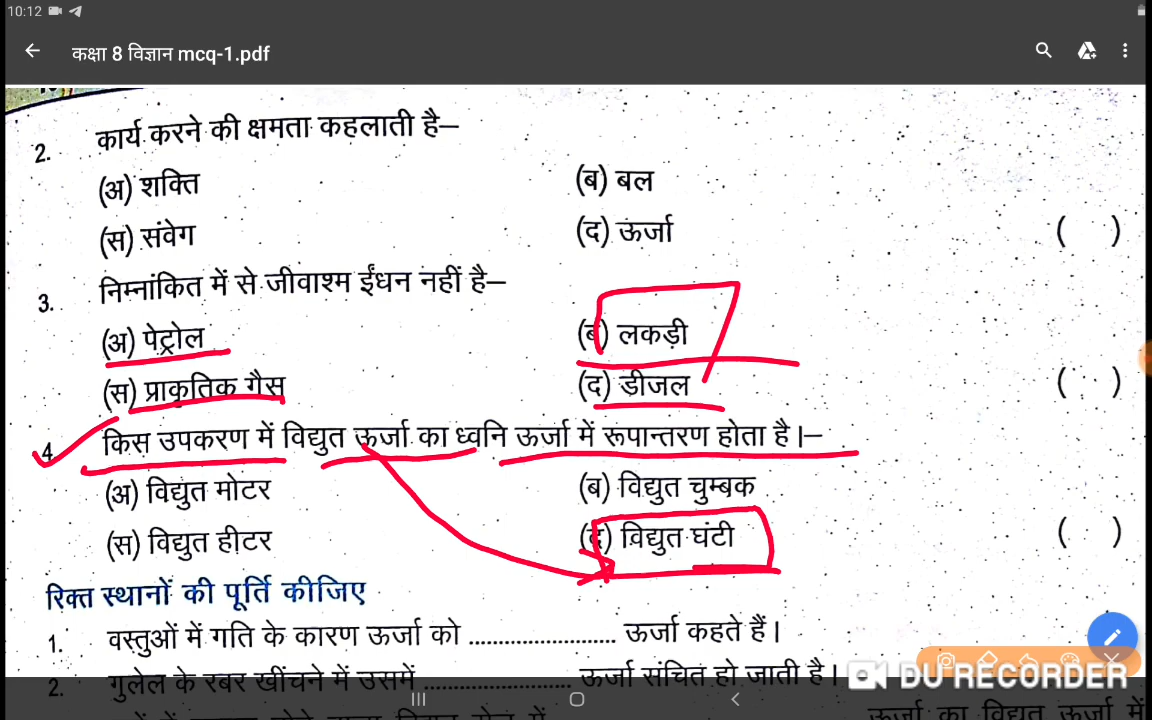 10:12
कक्षा 8 विज्ञान mcq-1.pdf
2. कार्य करने की क्षमता कहलाती है–
(अ) शक्ति (ब) बल
(स) संवेग (द) ऊर्जा ( )
3. निम्नांकित में से जीवाश्म ईंधन नहीं है–
(अ) पेट्रोल (ब) लकड़ी
(स) प्राकृतिक गैस (द) डीजल ( )
4. किस उपकरण में विद्युत ऊर्जा का ध्वनि ऊर्जा में रूपान्तरण होता है।–
(अ) विद्युत मोटर (ब) विद्युत चुम्बक
(स) विद्युत हीटर (द) विद्युत घंटी ( )
रिक्त स्थानों की पूर्ति कीजिए
1. वस्तुओं में गति के कारण ऊर्जा को ........................ ऊर्जा कहते हैं।
2. गुलेल के रबर खींचने में उसमें ........................ ऊर्जा संचित हो जाती है।
DU RECORDER
ऊर्जा का विद्युत ऊर्जा में